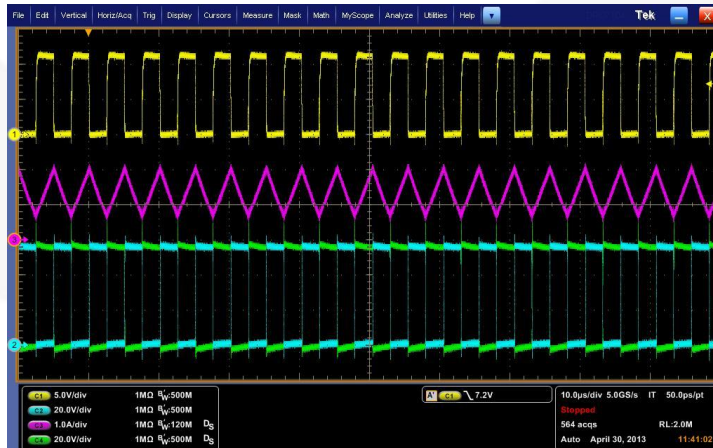 File Edit Vertical Horiz/Acq Trig Display Cursors Measure Mask Math MyScope Analyze Utilities Help Tek X
1
2
C1 5.0V/div 1MΩ BW:500M
C2 20.0V/div 1MΩ BW:500M
C3 1.0A/div 1MΩ BW:120M Ds
C4 20.0V/div 1MΩ BW:500M Ds
A' C1 7.2V
10.0µs/div 5.0GS/s IT 50.0ps/pt
Stopped
564 acqs RL:2.0M
Auto April 30, 2013 11:41:02